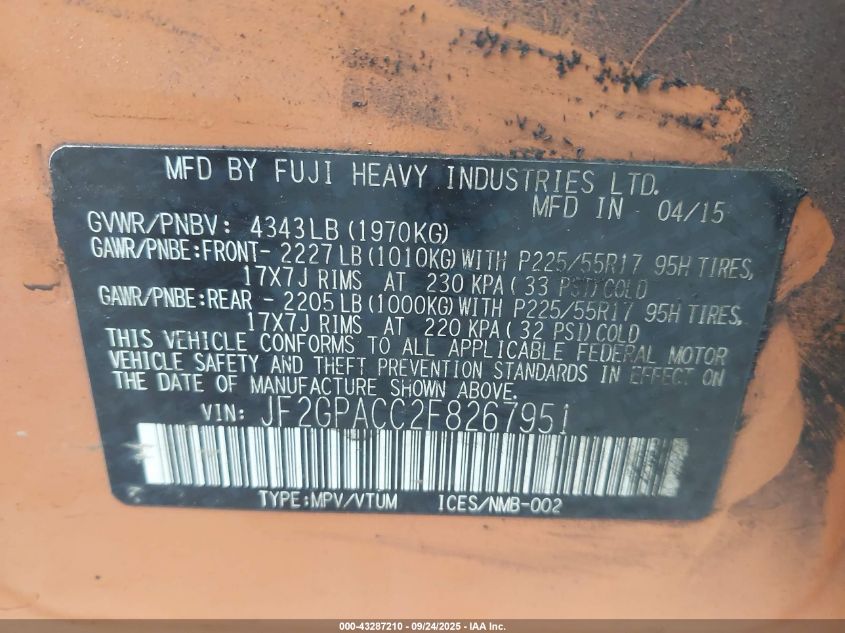 MFD BY FUJI HEAVY INDUSTRIES LTD.
MFD IN 04/15
GVWR/PNBV: 4343LB (1970KG)
GAWR/PNBE:FRONT- 2227LB (1010KG) WITH P225/55R17 95H TIRES,
17X7J RIMS AT 230 KPA (33 PSI) COLD
GAWR/PNBE:REAR - 2205LB (1000KG) WITH P225/55R17 95H TIRES,
17X7J RIMS AT 220 KPA (32 PSI) COLD
THIS VEHICLE CONFORMS TO ALL APPLICABLE FEDERAL MOTOR
VEHICLE SAFETY AND THEFT PREVENTION STANDARDS IN EFFECT ON
THE DATE OF MANUFACTURE SHOWN ABOVE.
VIN: JF2GPACC2F8267951
TYPE:MPV/VTUM ICES/NMB-002
000-43287210 - 09/24/2025 - IAA Inc.